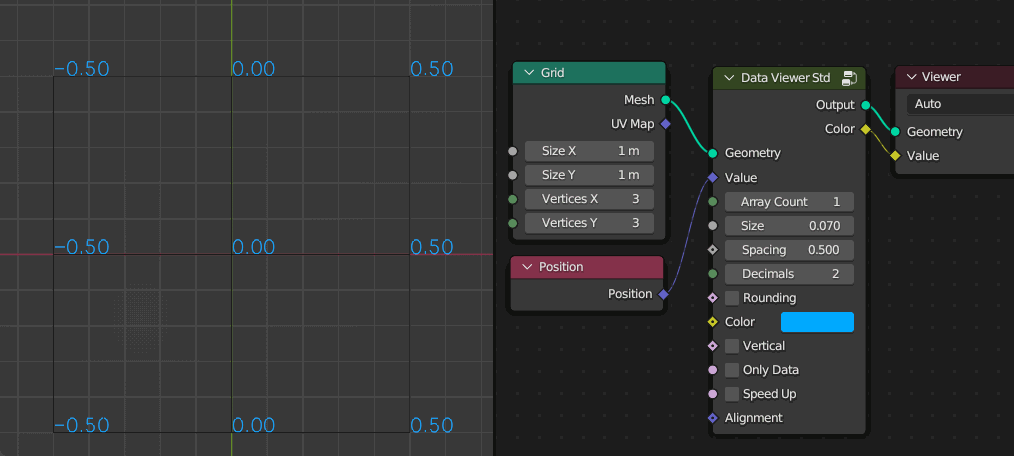 -0.50 0.00 0.50
-0.50 0.00 0.50
-0.50 0.00 0.50
Grid
Mesh
UV Map
Size X 1 m
Size Y 1 m
Vertices X 3
Vertices Y 3
Position
Position
Data Viewer Std
Output
Color
Geometry
Value
Array Count 1
Size 0.070
Spacing 0.500
Decimals 2
Rounding
Color
Vertical
Only Data
Speed Up
Alignment
Viewer
Auto
Geometry
Value